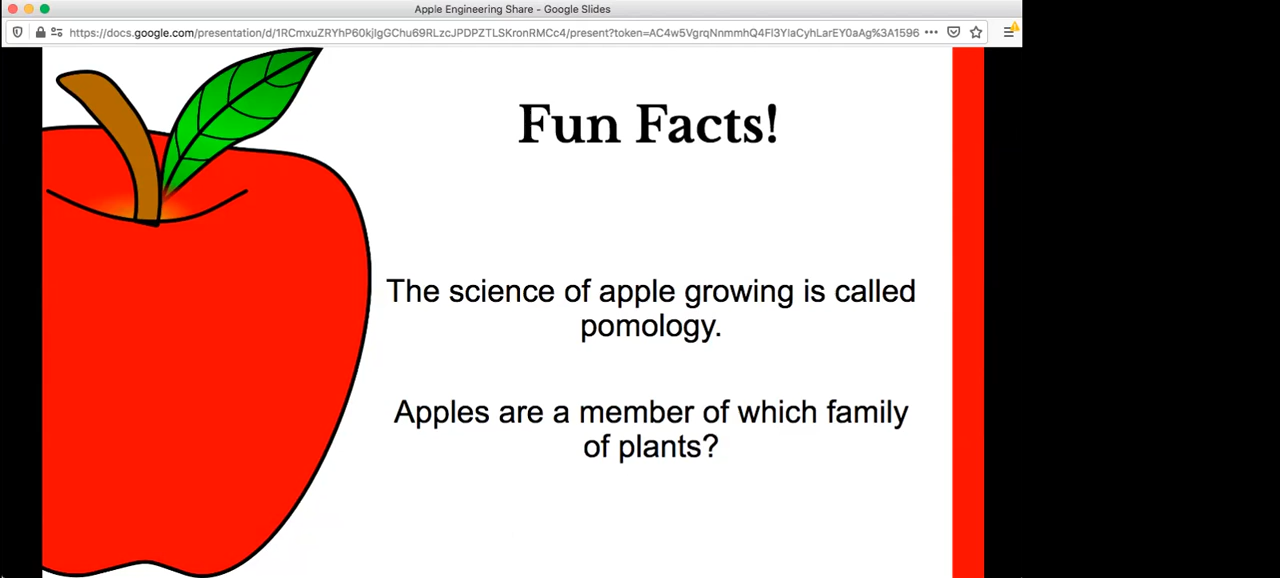 Apple Engineering Share - Google Slides
https://docs.google.com/presentation/d/1RCmxuZRYhP60kjIgGChu69RLzcJPDPZTLSKronRMCc4/present?token=AC4w5VgrqNnmmhQ4Fl3YlaCyhLarEY0aAg%3A1596
Fun Facts!
The science of apple growing is called
pomology.
Apples are a member of which family
of plants?